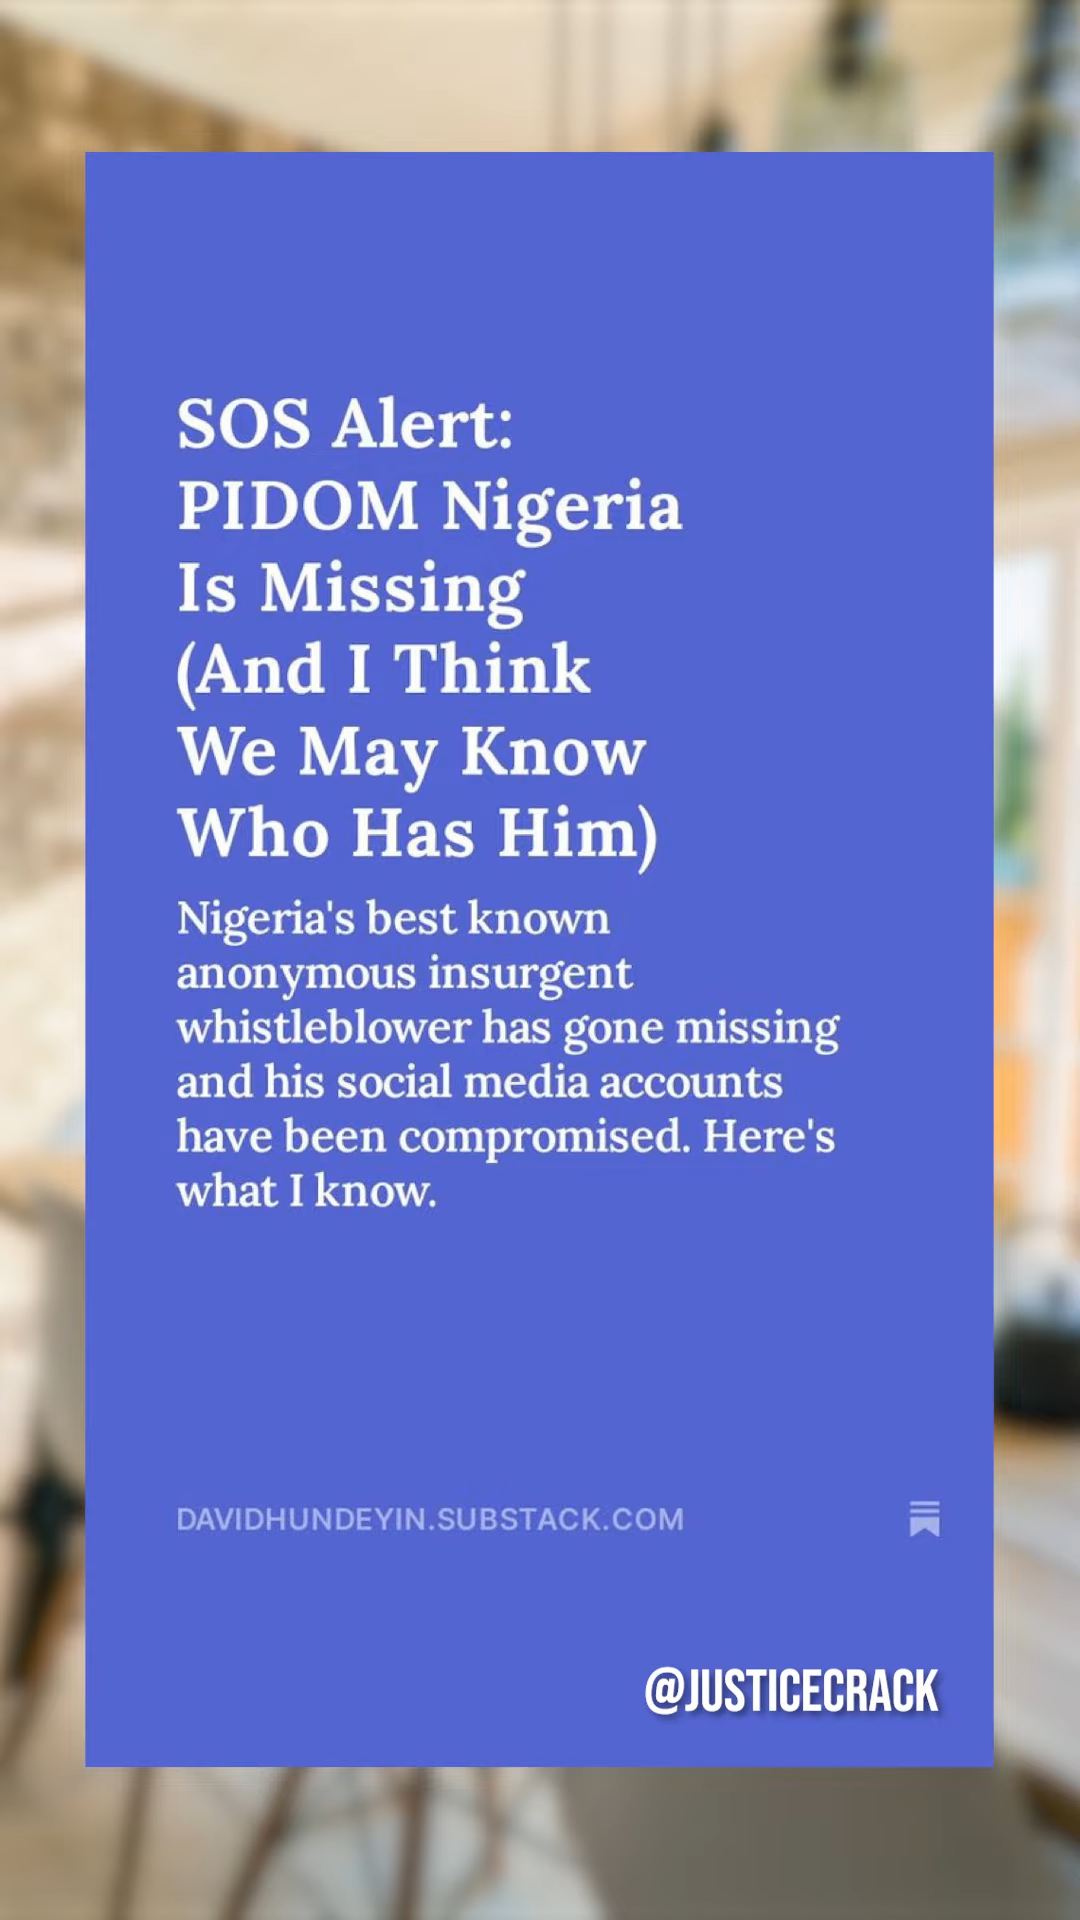 SOS Alert:
PIDOM Nigeria
Is Missing
(And I Think
We May Know
Who Has Him)
Nigeria's best known
anonymous insurgent
whistleblower has gone missing
and his social media accounts
have been compromised. Here's
what I know.
DAVIDHUNDEYIN.SUBSTACK.COM
@JUSTICECRACK